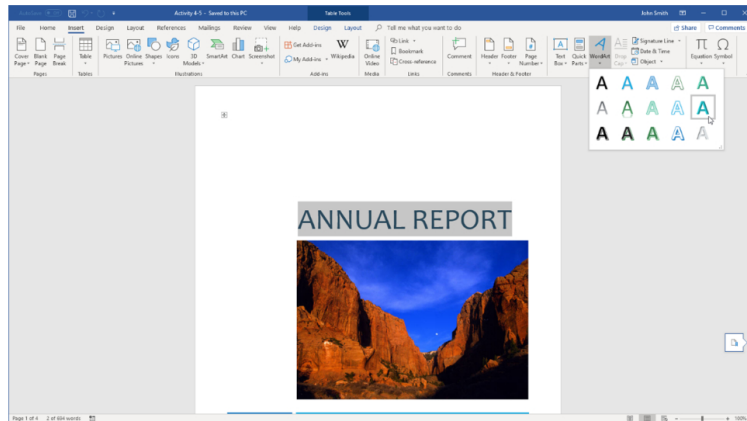 Activity 4-5 - Saved to this PC
Table Tools
John Smith
File Home Insert Design Layout References Mailings Review View Help Design Layout Tell me what you want to do Share Comments
Cover Page
Blank Page
Page Break
Table
Pictures
Online Pictures
Shapes
Icons
3D Models
SmartArt
Chart
Screenshot
Get Add-ins
My Add-ins
Wikipedia
Online Video
Link
Bookmark
Cross-reference
Comment
Header
Footer
Page Number
Text Box
Quick Parts
WordArt
Drop Cap
Signature Line
Date & Time
Object
Equation
Symbol
Pages Tables Illustrations Add-ins Media Links Comments Header & Footer
A A A A A
A A A A A
A A A A A
ANNUAL REPORT
Page 1 of 4 2 of 604 words 100%